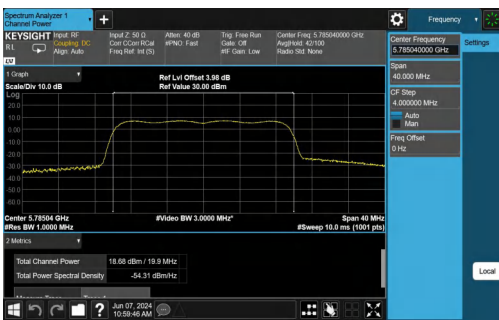 Spectrum Analyzer 1
Channel Power
Frequency
KEYSIGHT
Input: RF
Coupling: DC
Align: Auto
Input Z: 50 Ω
Corr CCorr RCal
Freq Ref: Int (S)
Atten: 40 dB
#PNO: Fast
Trig: Free Run
Gate: Off
#IF Gain: Low
Center Freq: 5.785040000 GHz
Avg|Hold: 42/100
Radio Std: None
R L
LXI
Center Frequency
5.785040000 GHz
Settings
Span
40.000 MHz
CF Step
4.000000 MHz
Auto
Man
Freq Offset
0 Hz
1 Graph
Scale/Div 10.0 dB
Ref Lvl Offset 3.98 dB
Ref Value 30.00 dBm
Log
20.0
10.0
0.00
-10.0
-20.0
-30.0
-40.0
-50.0
-60.0
Center 5.78504 GHz
#Res BW 1.0000 MHz
#Video BW 3.0000 MHz*
Span 40 MHz
#Sweep 10.0 ms (1001 pts)
2 Metrics
Total Channel Power 18.68 dBm / 19.9 MHz
Total Power Spectral Density -54.31 dBm/Hz
Local
?
Jun 07, 2024
10:59:46 AM